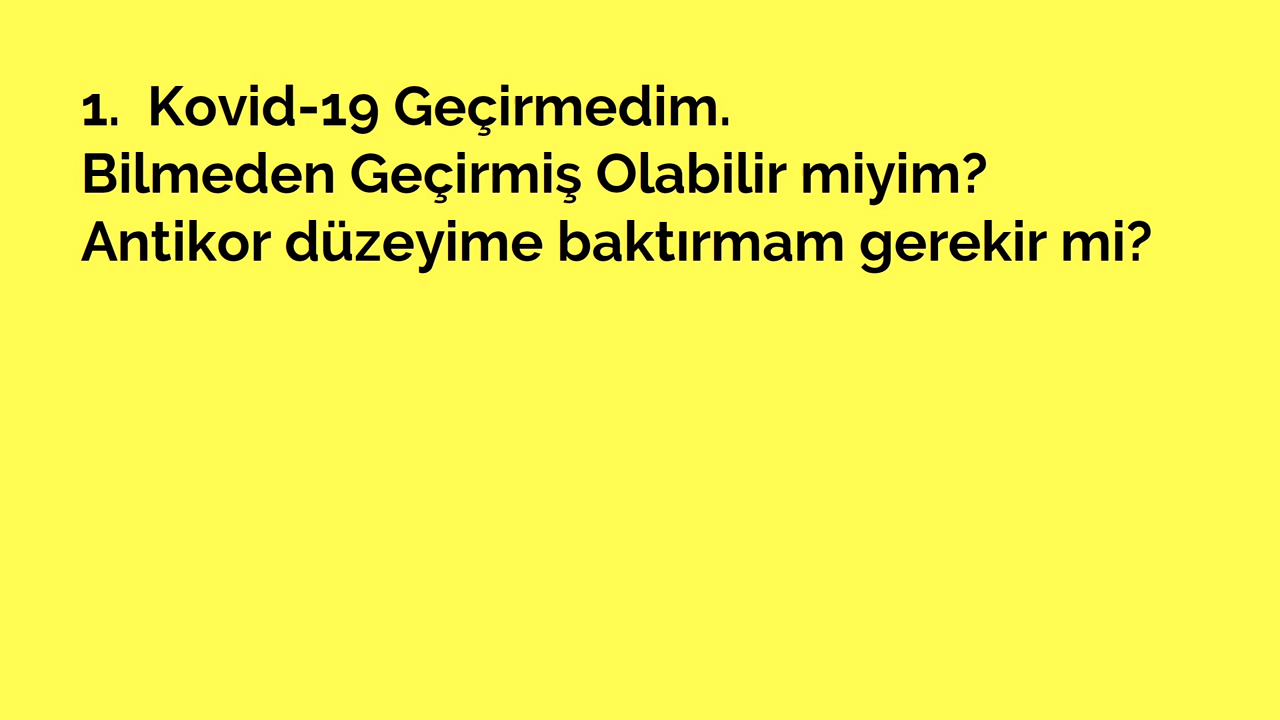 1. Kovid-19 Geçirmedim.
Bilmeden Geçirmiş Olabilir miyim?
Antikor düzeyime baktırmam gerekir mi?